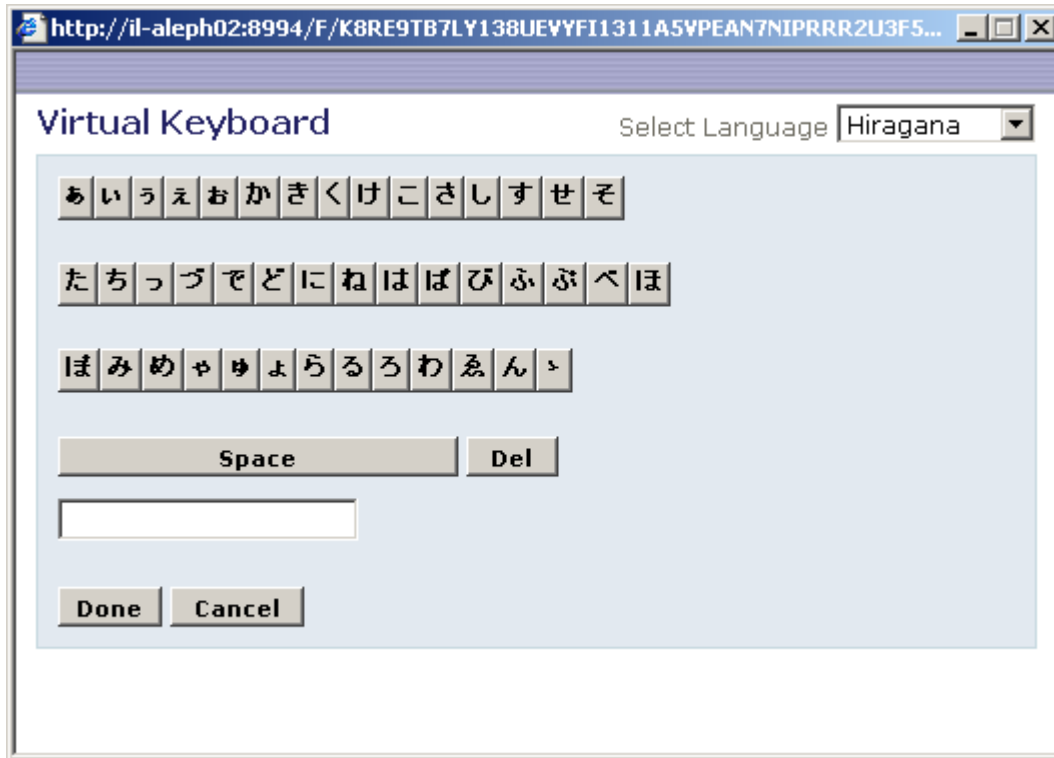 http://il-aleph02:8994/F/K8RE9TB7LY138UEVYFI1311A5VPEAN7NIPRRR2U3F5...
Virtual Keyboard
Select Language Hiragana
ぁ い ぅ ぇ ぉ か き く け こ さ し す せ そ
た ち っ づ で ど に ね は ば び ふ ぶ べ ほ
ぼ み め ゃ ゅ ょ ら る ろ わ ゑ ん ゝ
Space Del
Done Cancel